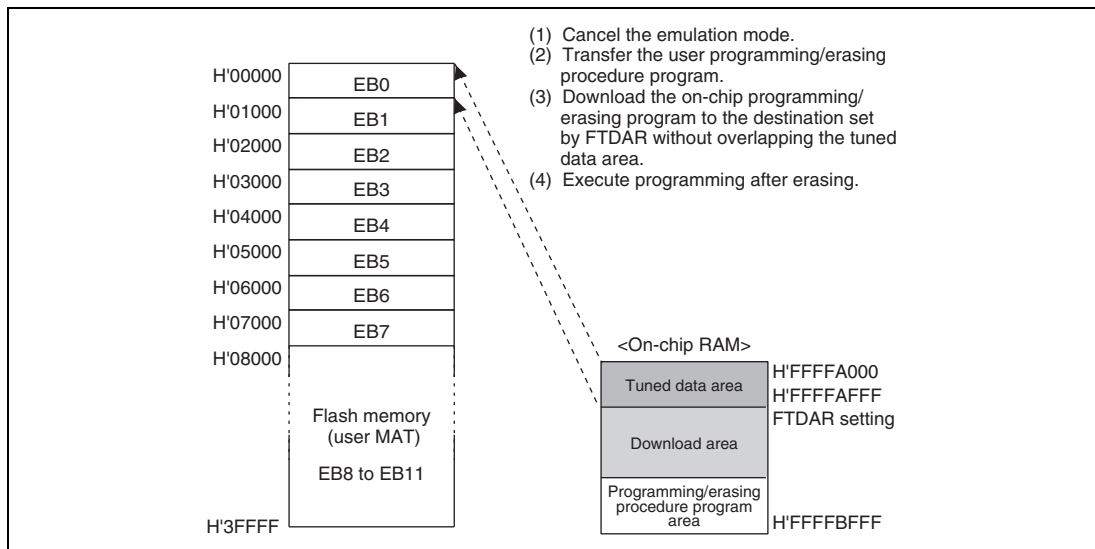 (1) Cancel the emulation mode.
(2) Transfer the user programming/erasing
procedure program.
(3) Download the on-chip programming/
erasing program to the destination set
by FTDAR without overlapping the tuned
data area.
(4) Execute programming after erasing.
H'00000
EB0
H'01000
EB1
H'02000
EB2
H'03000
EB3
H'04000
EB4
H'05000
EB5
H'06000
EB6
H'07000
EB7
H'08000
Flash memory
(user MAT)
EB8 to EB11
H'3FFFF
<On-chip RAM>
H'FFFFA000
Tuned data area
H'FFFFAFFF
FTDAR setting
Download area
Programming/erasing
procedure program
area
H'FFFFBFFF